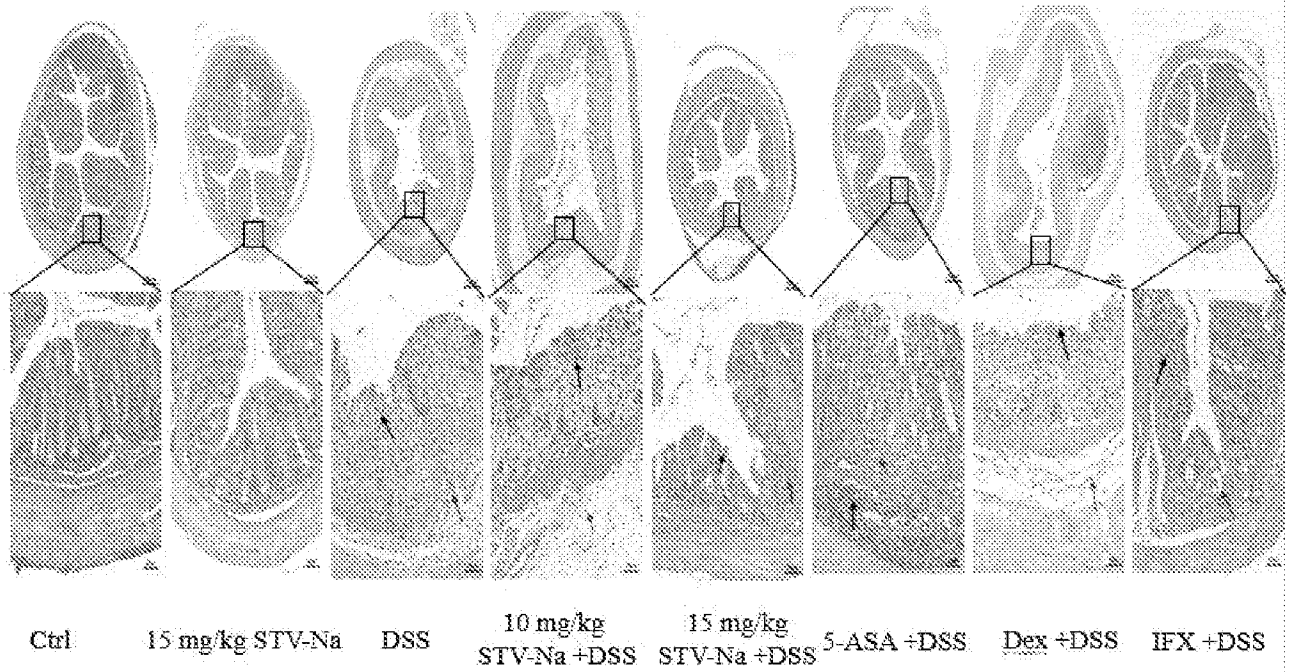 Ctrl
15 mg/kg STV-Na
DSS
10 mg/kg
STV-Na +DSS
15 mg/kg
STV-Na +DSS
5-ASA +DSS
Dex +DSS
IFX +DSS